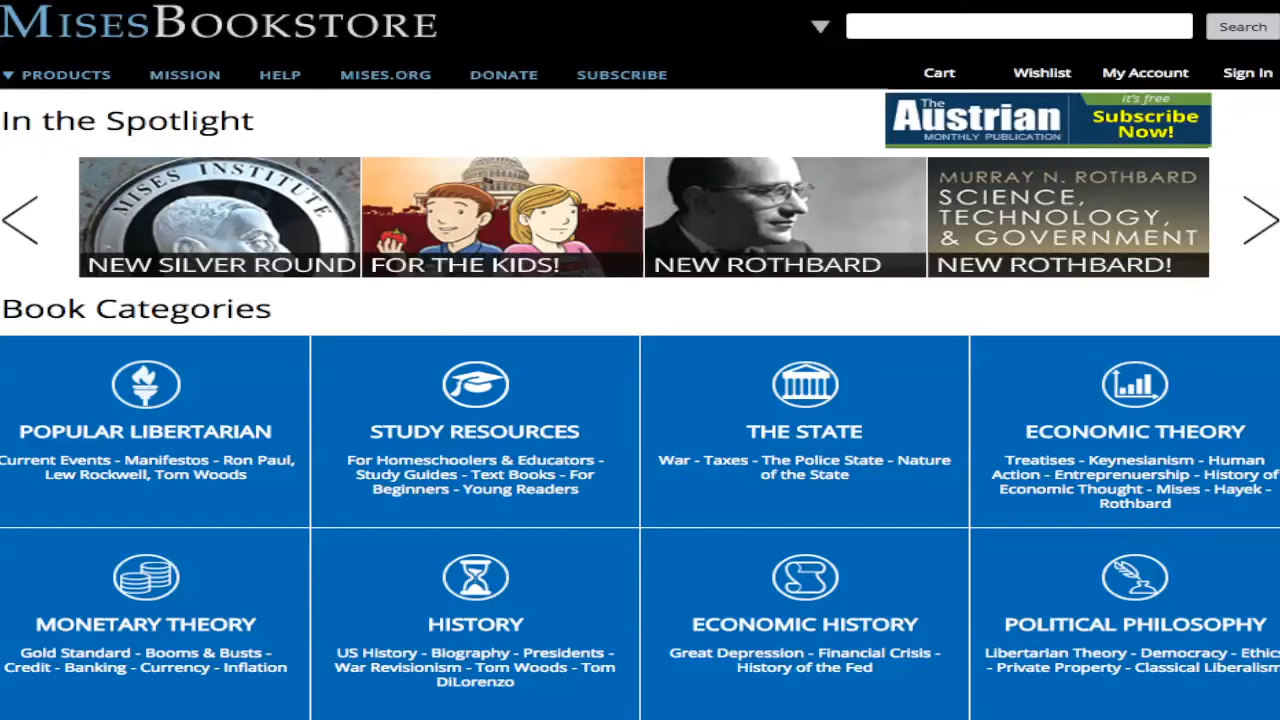 MISESBOOKSTORE
Search
▼ PRODUCTS MISSION HELP MISES.ORG DONATE SUBSCRIBE
Cart Wishlist My Account Sign In
In the Spotlight
The Austrian
MONTHLY PUBLICATION
it's free
Subscribe
Now!
MISES INSTITUTE
NEW SILVER ROUND
FOR THE KIDS!
NEW ROTHBARD
MURRAY N. ROTHBARD
SCIENCE,
TECHNOLOGY,
& GOVERNMENT
NEW ROTHBARD!
Book Categories
POPULAR LIBERTARIAN
Current Events - Manifestos - Ron Paul,
Lew Rockwell, Tom Woods
STUDY RESOURCES
For Homeschoolers & Educators -
Study Guides - Text Books - For
Beginners - Young Readers
THE STATE
War - Taxes - The Police State - Nature
of the State
ECONOMIC THEORY
Treatises - Keynesianism - Human
Action - Entreprenuership - History of
Economic Thought - Mises - Hayek -
Rothbard
MONETARY THEORY
Gold Standard - Booms & Busts -
Credit - Banking - Currency - Inflation
HISTORY
US History - Biography - Presidents -
War Revisionism - Tom Woods - Tom
DiLorenzo
ECONOMIC HISTORY
Great Depression - Financial Crisis -
History of the Fed
POLITICAL PHILOSOPHY
Libertarian Theory - Democracy - Ethics
- Private Property - Classical Liberalism